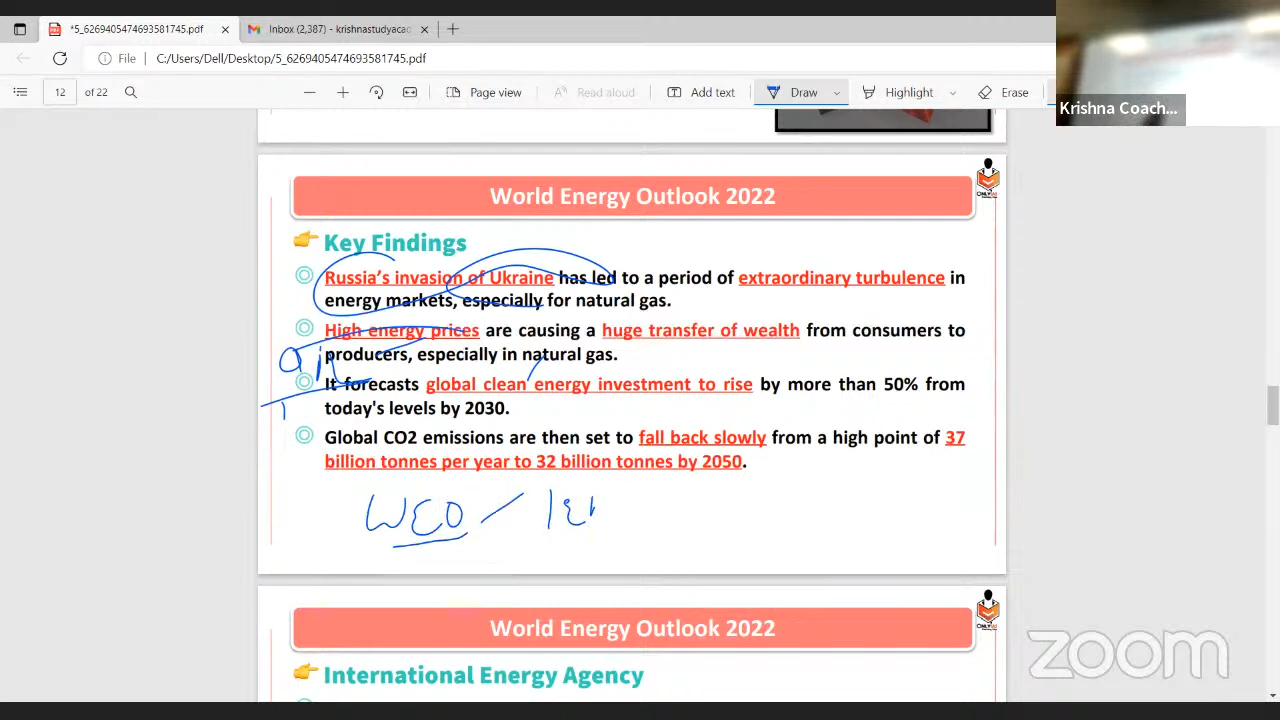 *5_6269405474693581745.pdf
Inbox (2,387) - krishnastudyacac
File C:/Users/Dell/Desktop/5_6269405474693581745.pdf
12 of 22
Page view
Read aloud
Add text
Draw
Highlight
Erase
Krishna Coach...
World Energy Outlook 2022
Key Findings
Russia's invasion of Ukraine has led to a period of extraordinary turbulence in
energy markets, especially for natural gas.
High energy prices are causing a huge transfer of wealth from consumers to
producers, especially in natural gas.
It forecasts global clean energy investment to rise by more than 50% from
today's levels by 2030.
Global CO2 emissions are then set to fall back slowly from a high point of 37
billion tonnes per year to 32 billion tonnes by 2050.
WEO
World Energy Outlook 2022
International Energy Agency
zoom